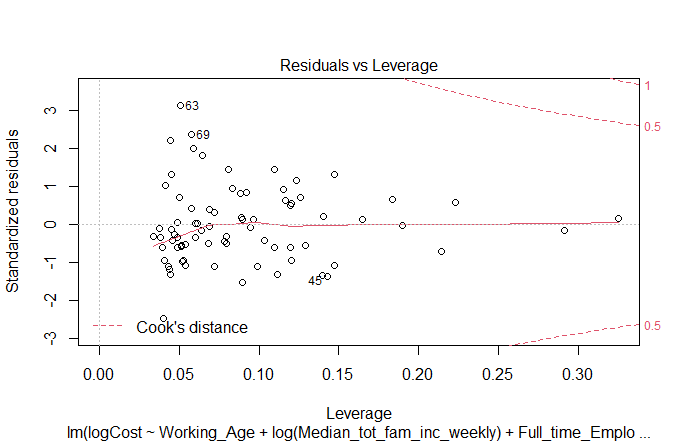 Residuals vs Leverage
Standardized residuals
3
2
1
0
-1
-2
-3
63
69
45
1
0.5
0.5
Cook's distance
0.00 0.05 0.10 0.15 0.20 0.25 0.30
Leverage
lm(logCost ~ Working_Age + log(Median_tot_fam_inc_weekly) + Full_time_Emplo ...